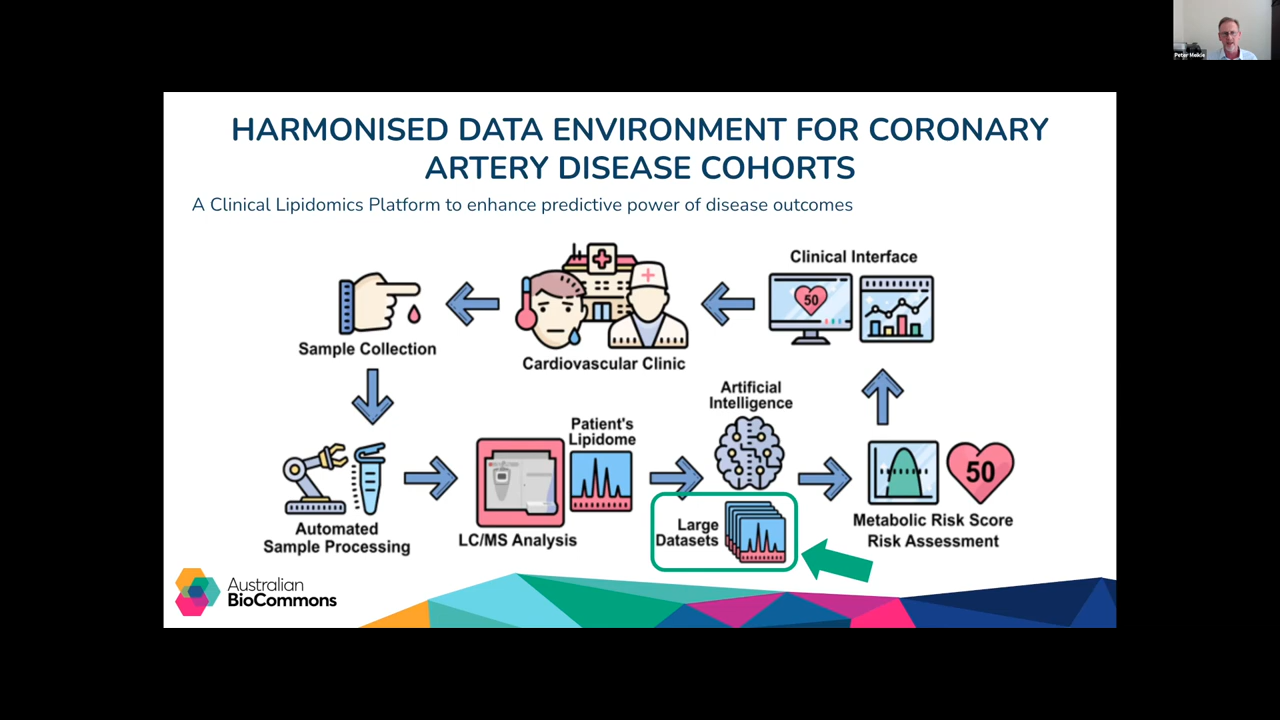 Peter Meikle
HARMONISED DATA ENVIRONMENT FOR CORONARY
ARTERY DISEASE COHORTS
A Clinical Lipidomics Platform to enhance predictive power of disease outcomes
Clinical Interface
50
Sample Collection
Cardiovascular Clinic
Artificial
Intelligence
Patient's
Lipidome
50
Large
Datasets
Automated
Sample Processing
LC/MS Analysis
Metabolic Risk Score
Risk Assessment
Australian
BioCommons